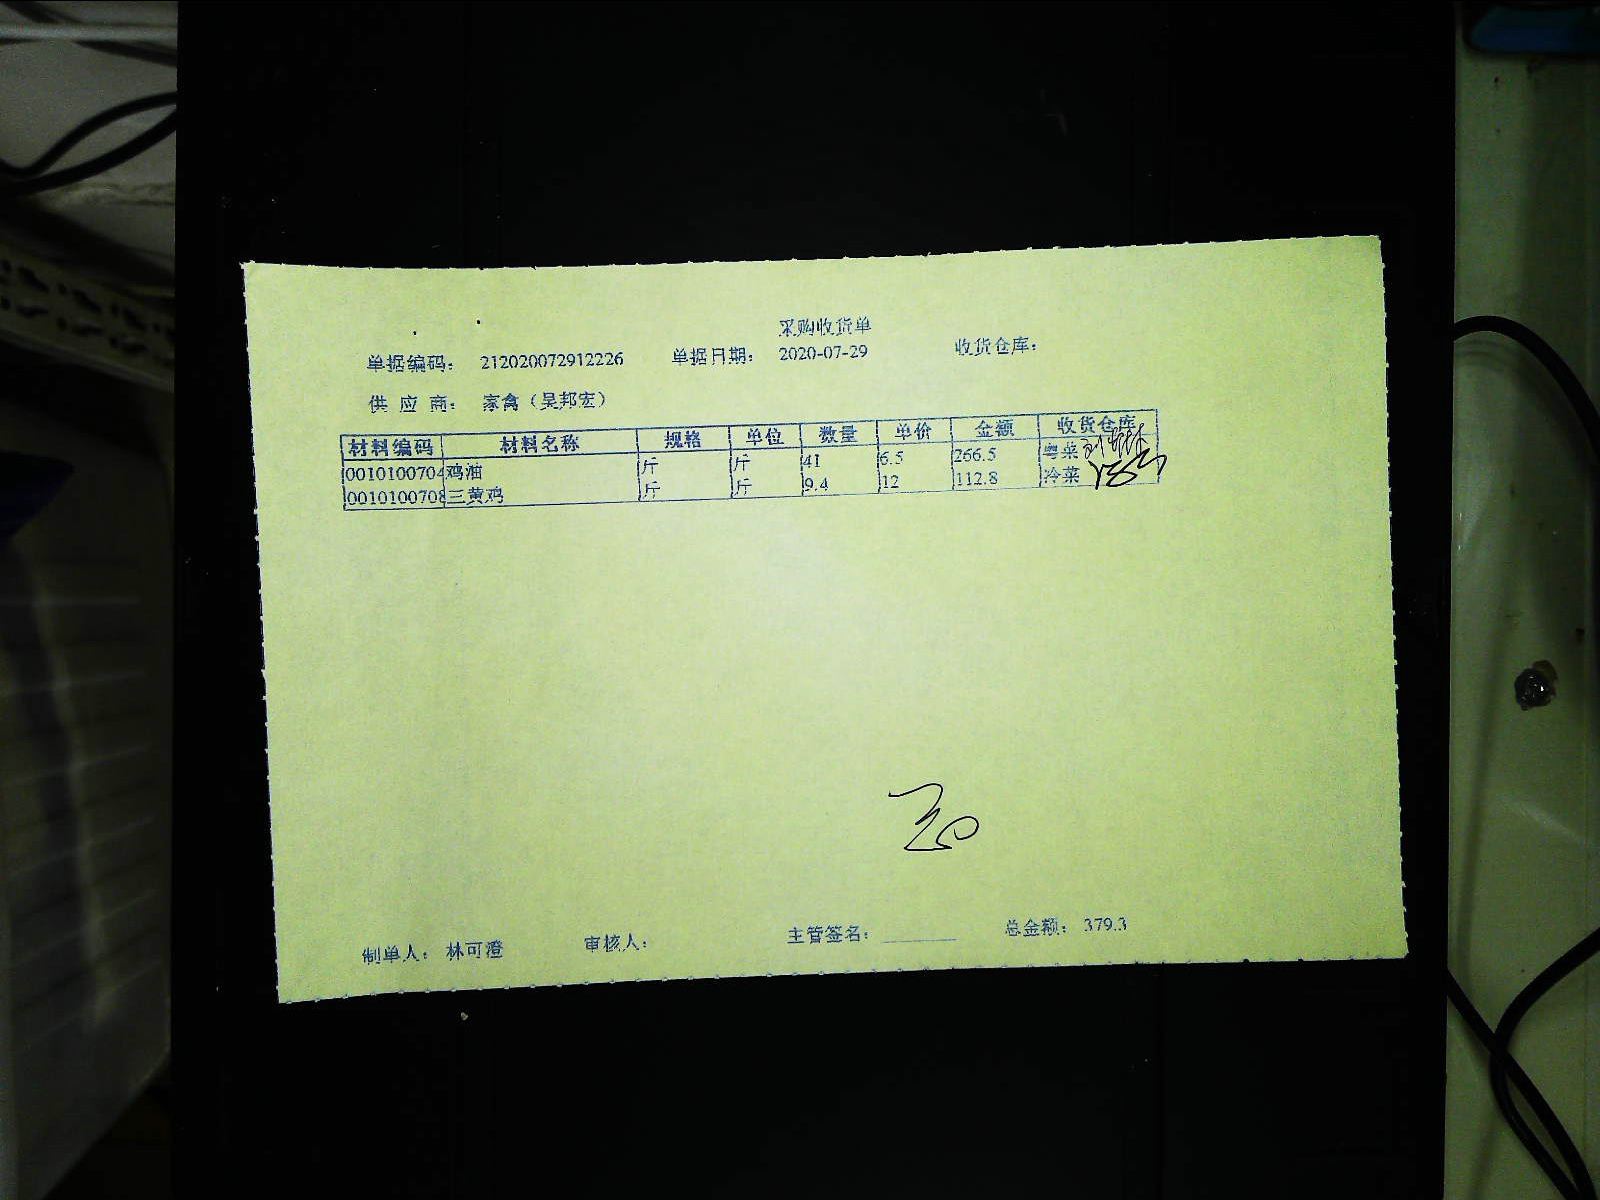 采购收货单
单据编码： 212020072912226 单据日期： 2020-07-29 收货仓库：
供 应 商： 家禽（吴邦宏）
材料编码 材料名称 规格 单位 数量 单价 金额 收货仓库
0010100704 鸡油 斤 斤 41 6.5 266.5 粤菜
0010100708 三黄鸡 斤 斤 9.4 12 112.8 冷菜
制单人： 林可澄 审核人： 主管签名： 总金额： 379.3